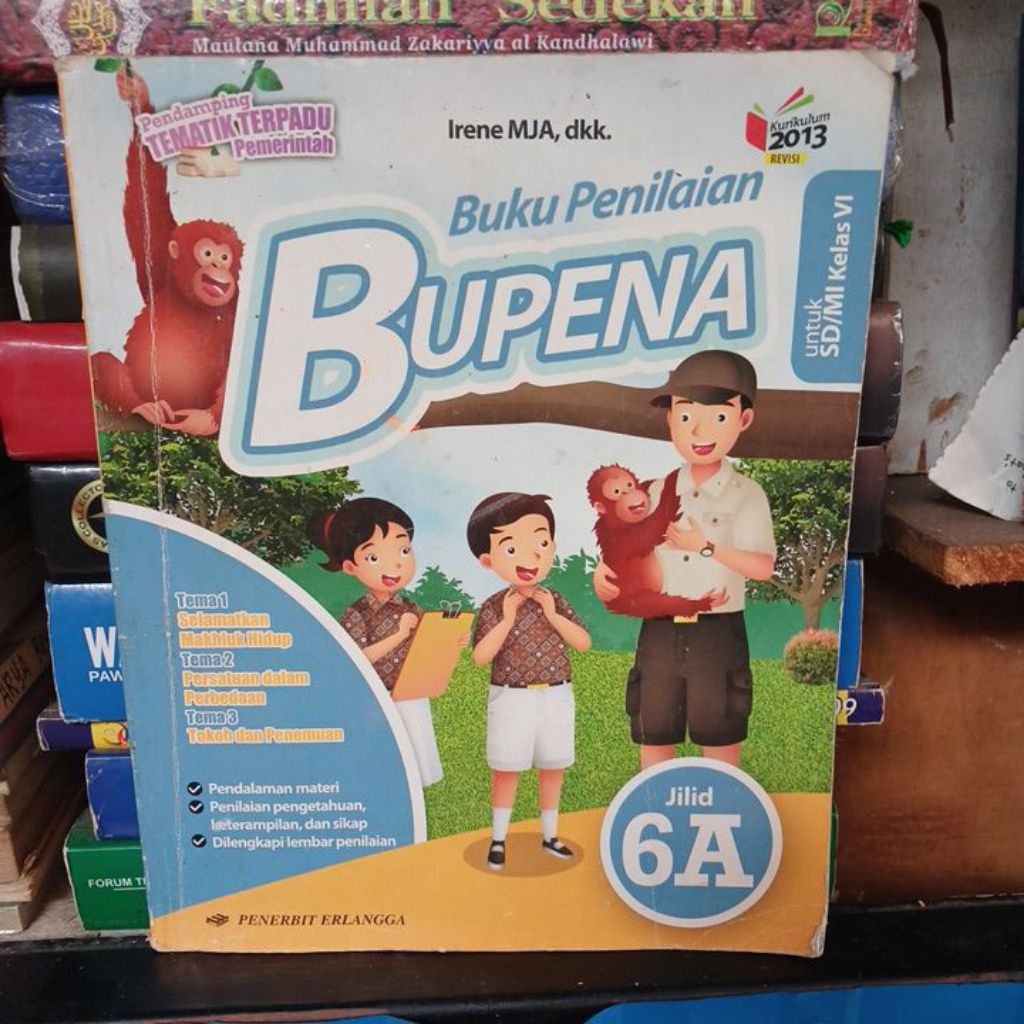 Fadhilah Sedekah
Maulana Muhammad Zakariyya al Kandhalawi
Pendamping
TEMATIK TERPADU
Pemerintah
Irene MJA, dkk.
Kurikulum
2013
REVISI
Buku Penilaian
BUPENA
untuk
SD/MI Kelas VI
Tema 1
Selamatkan
Makhluk Hidup
Tema 2
Persatuan dalam
Perbedaan
Tema 3
Tokoh dan Penemuan
Pendalaman materi
Penilaian pengetahuan,
keterampilan, dan sikap
Dilengkapi lembar penilaian
Jilid
6A
PENERBIT ERLANGGA
W
PAW
FORUM T
09